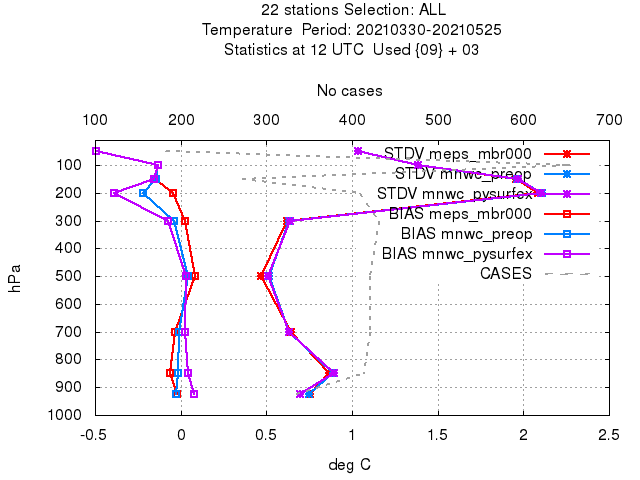 22 stations Selection: ALL
Temperature  Period: 20210330-20210525
Statistics at 12 UTC  Used {09} + 03
No cases
100 200 300 400 500 600 700
STDV meps_mbr000
STDV mnwc_preop
STDV mnwc_pysurfex
BIAS meps_mbr000
BIAS mnwc_preop
BIAS mnwc_pysurfex
CASES
100
200
300
400
500
600
700
800
900
1000
hPa
-0.5 0 0.5 1 1.5 2 2.5
deg C